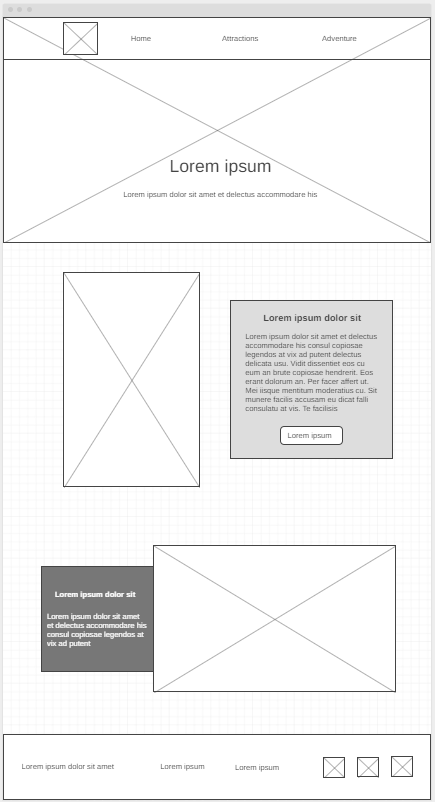 Home
Attractions
Adventure
Lorem ipsum
Lorem ipsum dolor sit amet et delectus accommodare his
Lorem ipsum dolor sit
Lorem ipsum dolor sit amet et delectus
accommodare his consul copiosae
legendos at vix ad putent delectus
delicata usu. Vidit dissentiet eos cu
eum an brute copiosae hendrerit. Eos
erant dolorum an. Per facer affert ut.
Mei iisque mentitum moderatius cu. Sit
munere facilis accusam eu dicat falli
consulatu at vis. Te facilisis
Lorem ipsum
Lorem ipsum dolor sit
Lorem ipsum dolor sit amet
et delectus accommodare his
consul copiosae legendos at
vix ad putent
Lorem ipsum dolor sit amet
Lorem ipsum
Lorem ipsum